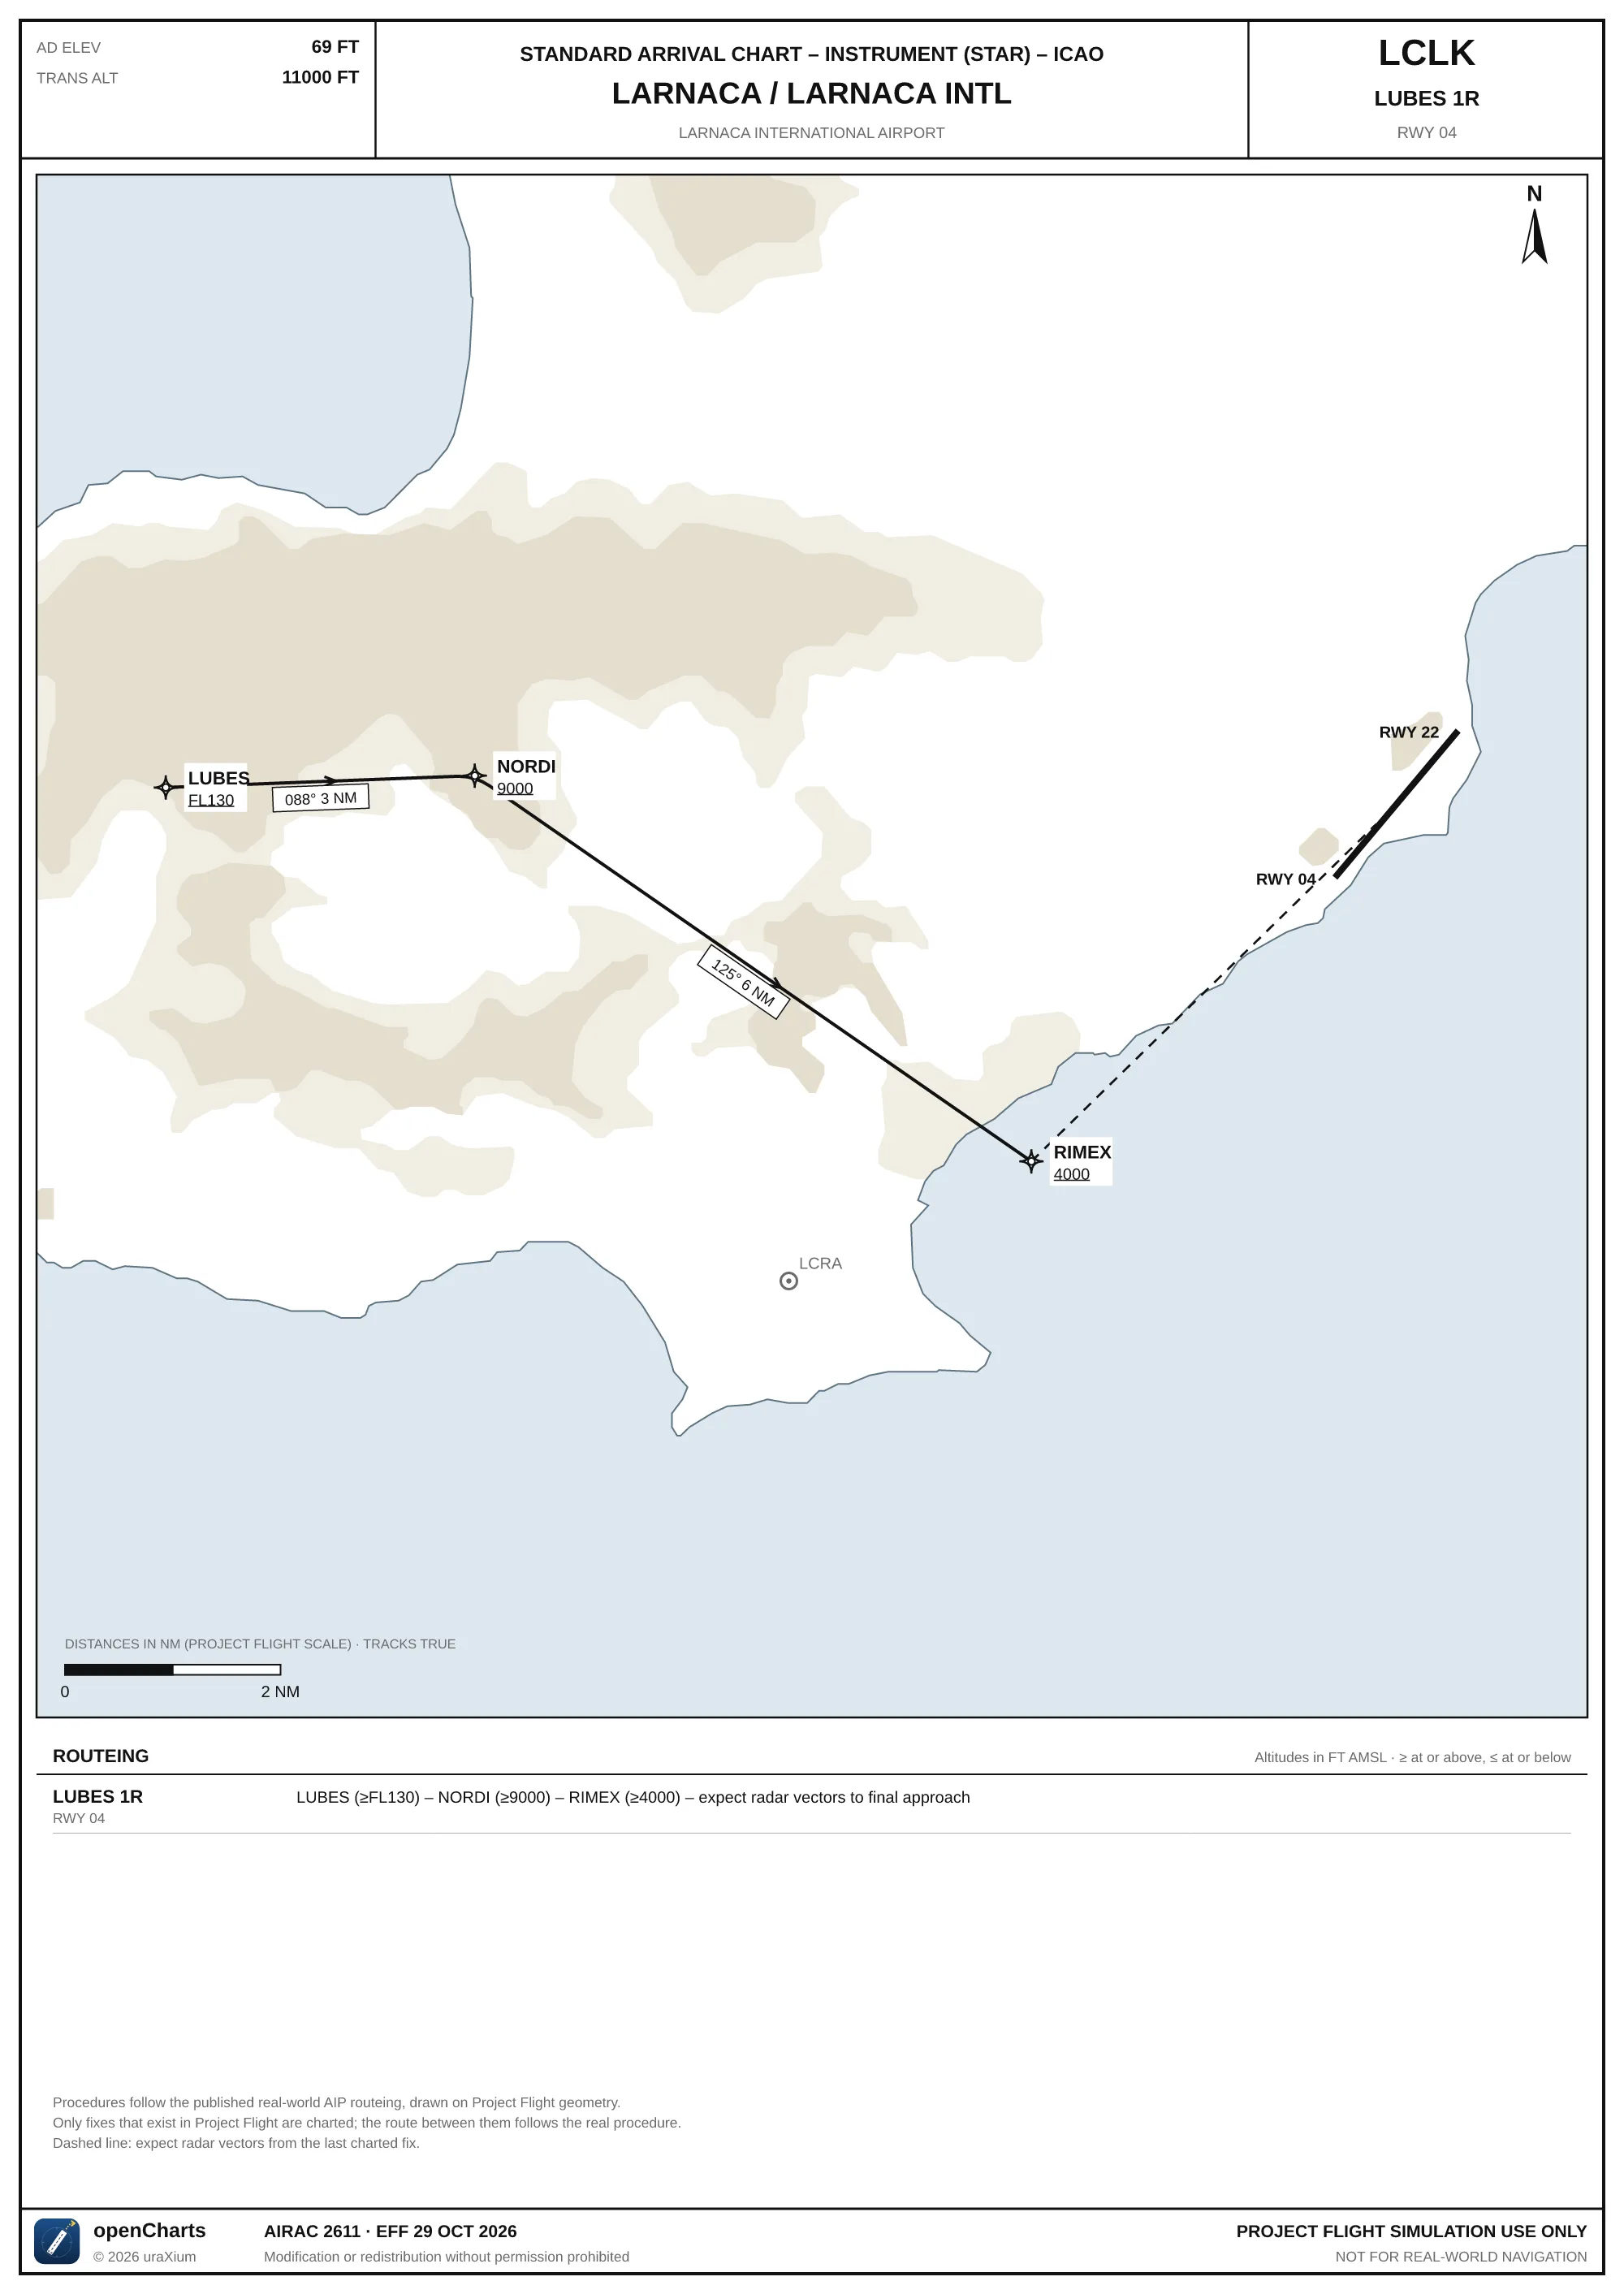 AD ELEV 69 FT
TRANS ALT 11000 FT
STANDARD ARRIVAL CHART – INSTRUMENT (STAR) – ICAO
LARNACA / LARNACA INTL
LARNACA INTERNATIONAL AIRPORT
LCLK
LUBES 1R
RWY 04
N
RWY 22
LUBES
FL130
088° 3 NM
NORDI
9000
RWY 04
125° 6 NM
RIMEX
4000
LCRA
DISTANCES IN NM (PROJECT FLIGHT SCALE) · TRACKS TRUE
0 2 NM
ROUTEING
Altitudes in FT AMSL · ≥ at or above, ≤ at or below
LUBES 1R
LUBES (≥FL130) – NORDI (≥9000) – RIMEX (≥4000) – expect radar vectors to final approach
RWY 04
Procedures follow the published real-world AIP routeing, drawn on Project Flight geometry.
Only fixes that exist in Project Flight are charted; the route between them follows the real procedure.
Dashed line: expect radar vectors from the last charted fix.
openCharts
© 2026 uraXium
AIRAC 2611 · EFF 29 OCT 2026
Modification or redistribution without permission prohibited
PROJECT FLIGHT SIMULATION USE ONLY
NOT FOR REAL-WORLD NAVIGATION